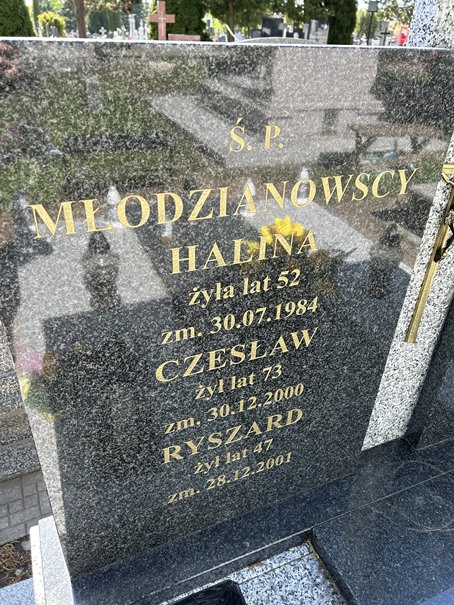 Ś. P.
MŁODZIANOWSCY
HALINA
żyła lat 52
zm. 30.07.1984
CZESŁAW
żył lat 73
zm. 30.12.2000
RYSZARD
żył lat 47
zm. 28.12.2001